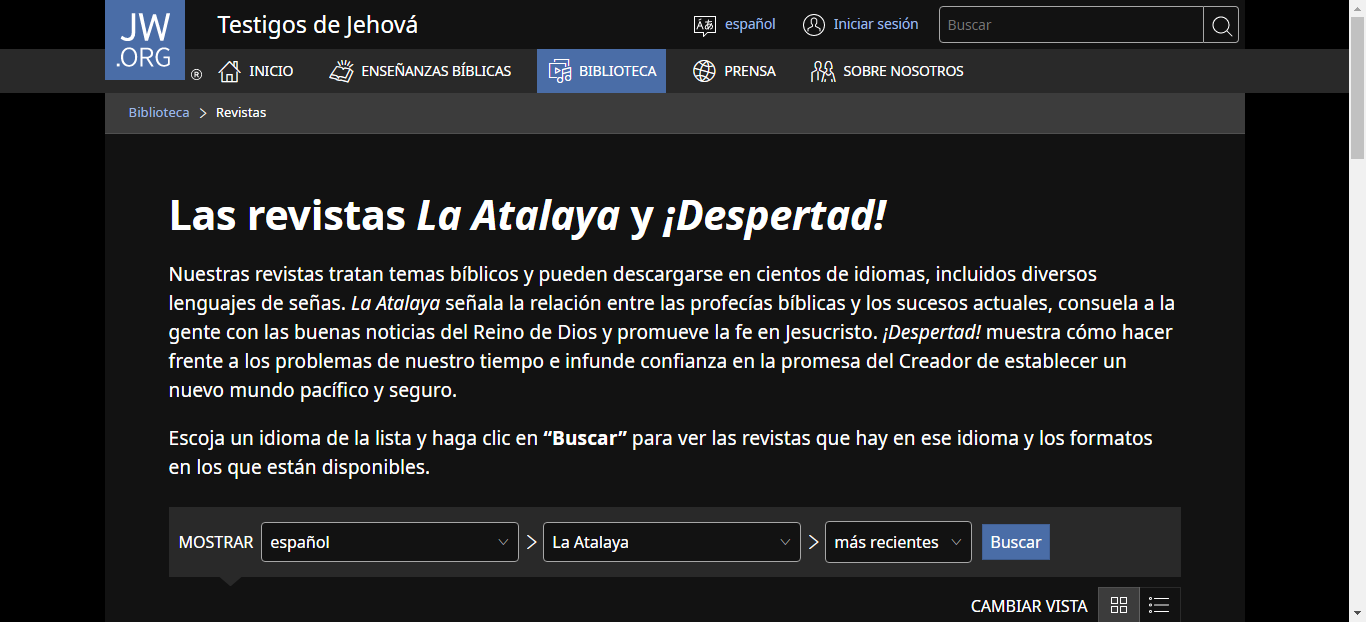 JW
.ORG
®
Testigos de Jehová
español
Iniciar sesión
Buscar
INICIO
ENSEÑANZAS BÍBLICAS
BIBLIOTECA
PRENSA
SOBRE NOSOTROS
Biblioteca > Revistas
Las revistas La Atalaya y ¡Despertad!
Nuestras revistas tratan temas bíblicos y pueden descargarse en cientos de idiomas, incluidos diversos
lenguajes de señas. La Atalaya señala la relación entre las profecías bíblicas y los sucesos actuales, consuela a la
gente con las buenas noticias del Reino de Dios y promueve la fe en Jesucristo. ¡Despertad! muestra cómo hacer
frente a los problemas de nuestro tiempo e infunde confianza en la promesa del Creador de establecer un
nuevo mundo pacífico y seguro.
Escoja un idioma de la lista y haga clic en “Buscar” para ver las revistas que hay en ese idioma y los formatos
en los que están disponibles.
MOSTRAR español > La Atalaya > más recientes Buscar
CAMBIAR VISTA